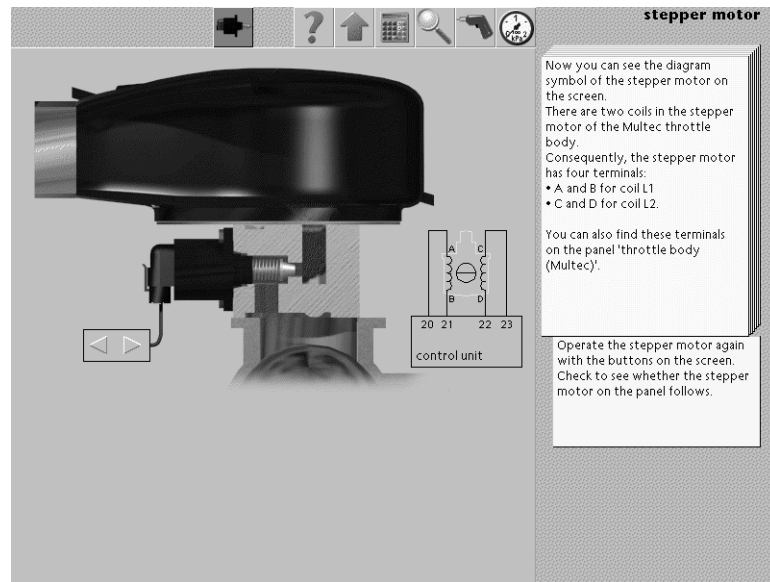 stepper motor
Now you can see the diagram
symbol of the stepper motor on
the screen.
There are two coils in the stepper
motor of the Multec throttle
body.
Consequently, the stepper motor
has four terminals:
• A and B for coil L1
• C and D for coil L2.
You can also find these terminals
on the panel 'throttle body
(Multec)'.
Operate the stepper motor again
with the buttons on the screen.
Check to see whether the stepper
motor on the panel follows.
A C
B D
20 21 22 23
control unit
?
1
0 2
kPa